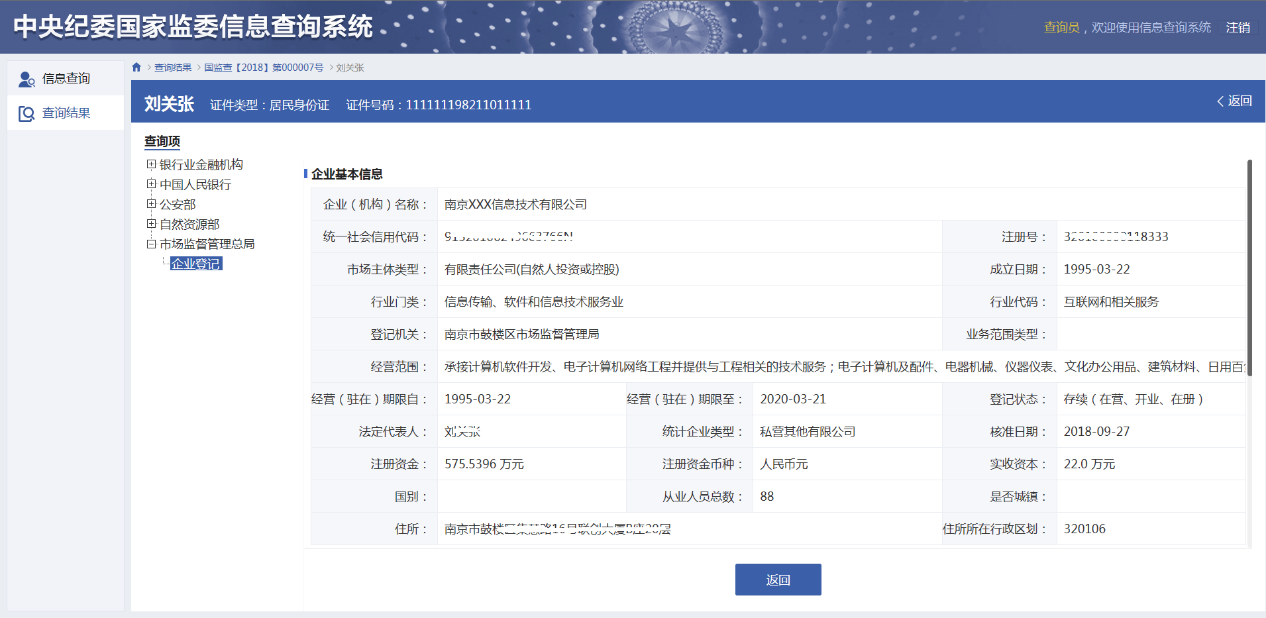 中央纪委国家监委信息查询系统
查询员，欢迎使用信息查询系统 注销
信息查询
查询结果
查询结果 > 国监查【2018】第000007号 > 刘关张
刘关张 证件类型：居民身份证 证件号码：111111198211011111
< 返回
查询项
银行业金融机构
中国人民银行
公安部
自然资源部
市场监督管理总局
企业登记
企业基本信息
企业（机构）名称： 南京XXX信息技术有限公司
统一社会信用代码： 注册号：
市场主体类型： 有限责任公司(自然人投资或控股) 成立日期： 1995-03-22
行业门类： 信息传输、软件和信息技术服务业 行业代码： 互联网和相关服务
登记机关： 南京市鼓楼区市场监督管理局 业务范围类型：
经营范围： 承接计算机软件开发、电子计算机网络工程并提供与工程相关的技术服务；电子计算机及配件、电器机械、仪器仪表、文化办公用品、建筑材料、日用百
经营（驻在）期限自： 1995-03-22 经营（驻在）期限至： 2020-03-21 登记状态： 存续（在营、开业、在册）
法定代表人： 刘关张 统计企业类型： 私营其他有限公司 核准日期： 2018-09-27
注册资金： 575.5396 万元 注册资金币种： 人民币元 实收资本： 22.0 万元
国别： 从业人员总数： 88 是否城镇：
住所： 南京市鼓楼 住所所在行政区划： 320106
返回